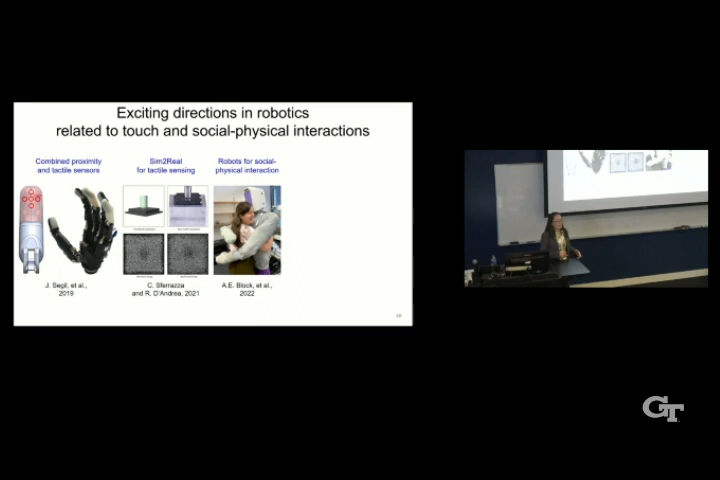 Exciting directions in robotics
related to touch and social-physical interactions
Combined proximity
and tactile sensors
Sim2Real
for tactile sensing
Robots for social-
physical interaction
J. Segil, et al.,
2019
C. Sferrazza
and R. D'Andrea, 2021
A.E. Block, et al.,
2022
GT